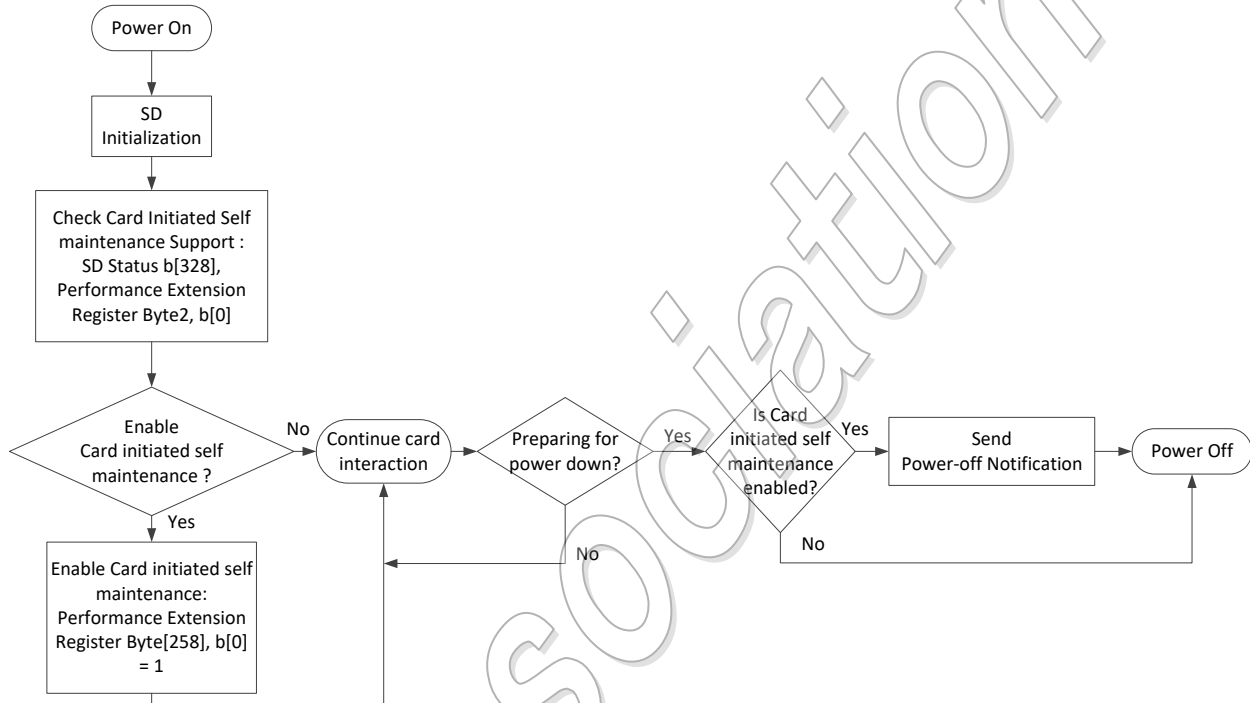 Power On
SD
Initialization
Check Card Initiated Self
maintenance Support :
SD Status b[328],
Performance Extension
Register Byte2, b[0]
Enable
Card initiated self
maintenance ?
No
Yes
Enable Card initiated self
maintenance:
Performance Extension
Register Byte[258], b[0]
= 1
Continue card
interaction
Preparing for
power down?
Yes
No
Is Card
initiated self
maintenance
enabled?
Yes
No
Send
Power-off Notification
Power Off
sociation